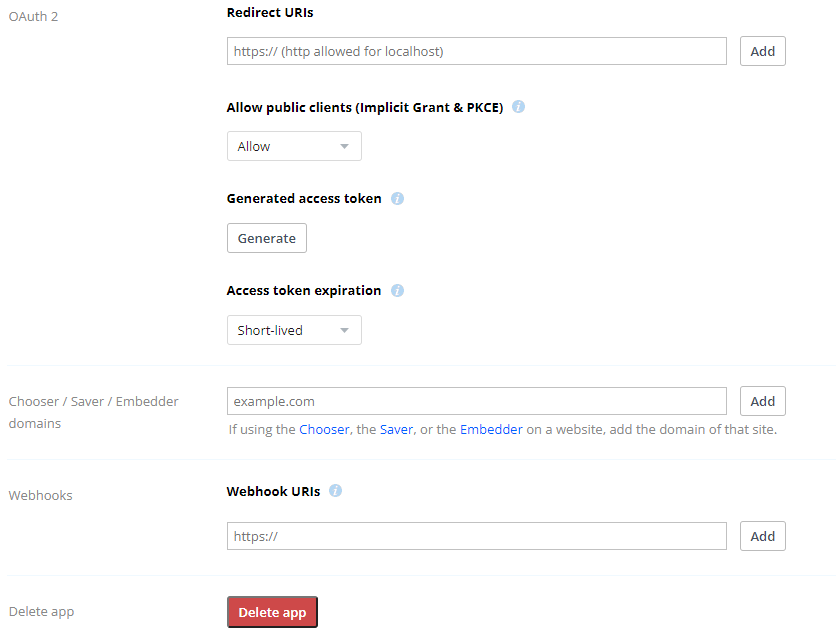 OAuth 2
Redirect URIs
https:// (http allowed for localhost)
Add
Allow public clients (Implicit Grant & PKCE)
i
Allow
Generated access token
i
Generate
Access token expiration
i
Short-lived
Chooser / Saver / Embedder
domains
example.com
Add
If using the Chooser, the Saver, or the Embedder on a website, add the domain of that site.
Webhooks
Webhook URIs
i
https://
Add
Delete app
Delete app